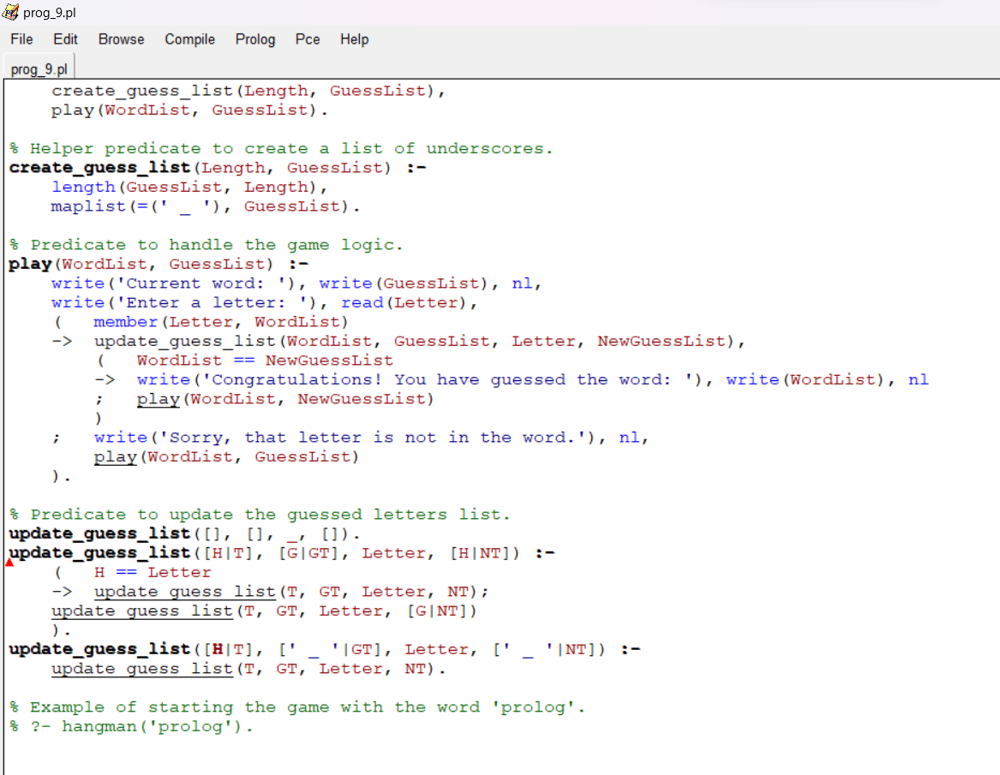 prog_9.pl
File Edit Browse Compile Prolog Pce Help
prog_9.pl
    create_guess_list(Length, GuessList),
    play(WordList, GuessList).

% Helper predicate to create a list of underscores.
create_guess_list(Length, GuessList) :-
    length(GuessList, Length),
    maplist(=(' _ '), GuessList).

% Predicate to handle the game logic.
play(WordList, GuessList) :-
    write('Current word: '), write(GuessList), nl,
    write('Enter a letter: '), read(Letter),
    (   member(Letter, WordList)
    ->  update_guess_list(WordList, GuessList, Letter, NewGuessList),
        (   WordList == NewGuessList
        ->  write('Congratulations! You have guessed the word: '), write(WordList), nl
        ;   play(WordList, NewGuessList)
        )
    ;   write('Sorry, that letter is not in the word.'), nl,
        play(WordList, GuessList)
    ).

% Predicate to update the guessed letters list.
update_guess_list([], [], _, []).
update_guess_list([H|T], [G|GT], Letter, [H|NT]) :-
    (   H == Letter
    ->  update_guess_list(T, GT, Letter, NT);
    update_guess_list(T, GT, Letter, [G|NT])
    ).
update_guess_list([H|T], [' _ '|GT], Letter, [' _ '|NT]) :-
    update_guess_list(T, GT, Letter, NT).

% Example of starting the game with the word 'prolog'.
% ?- hangman('prolog').